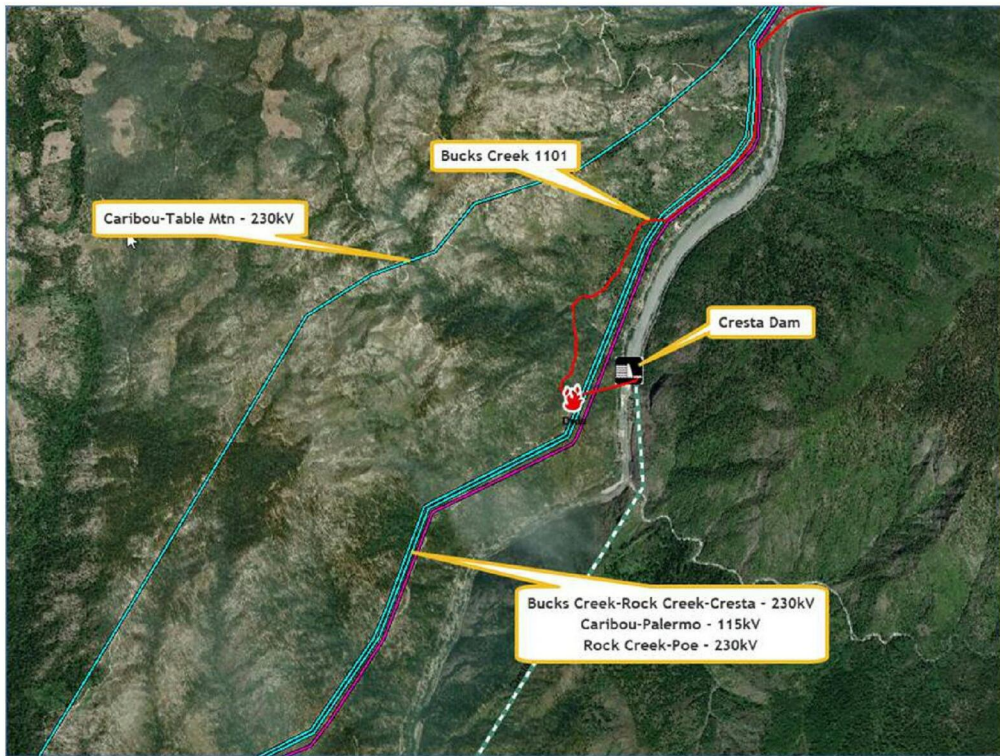 Bucks Creek 1101
Caribou-Table Mtn - 230kV
Cresta Dam
Bucks Creek-Rock Creek-Cresta - 230kV
Caribou-Palermo - 115kV
Rock Creek-Poe - 230kV